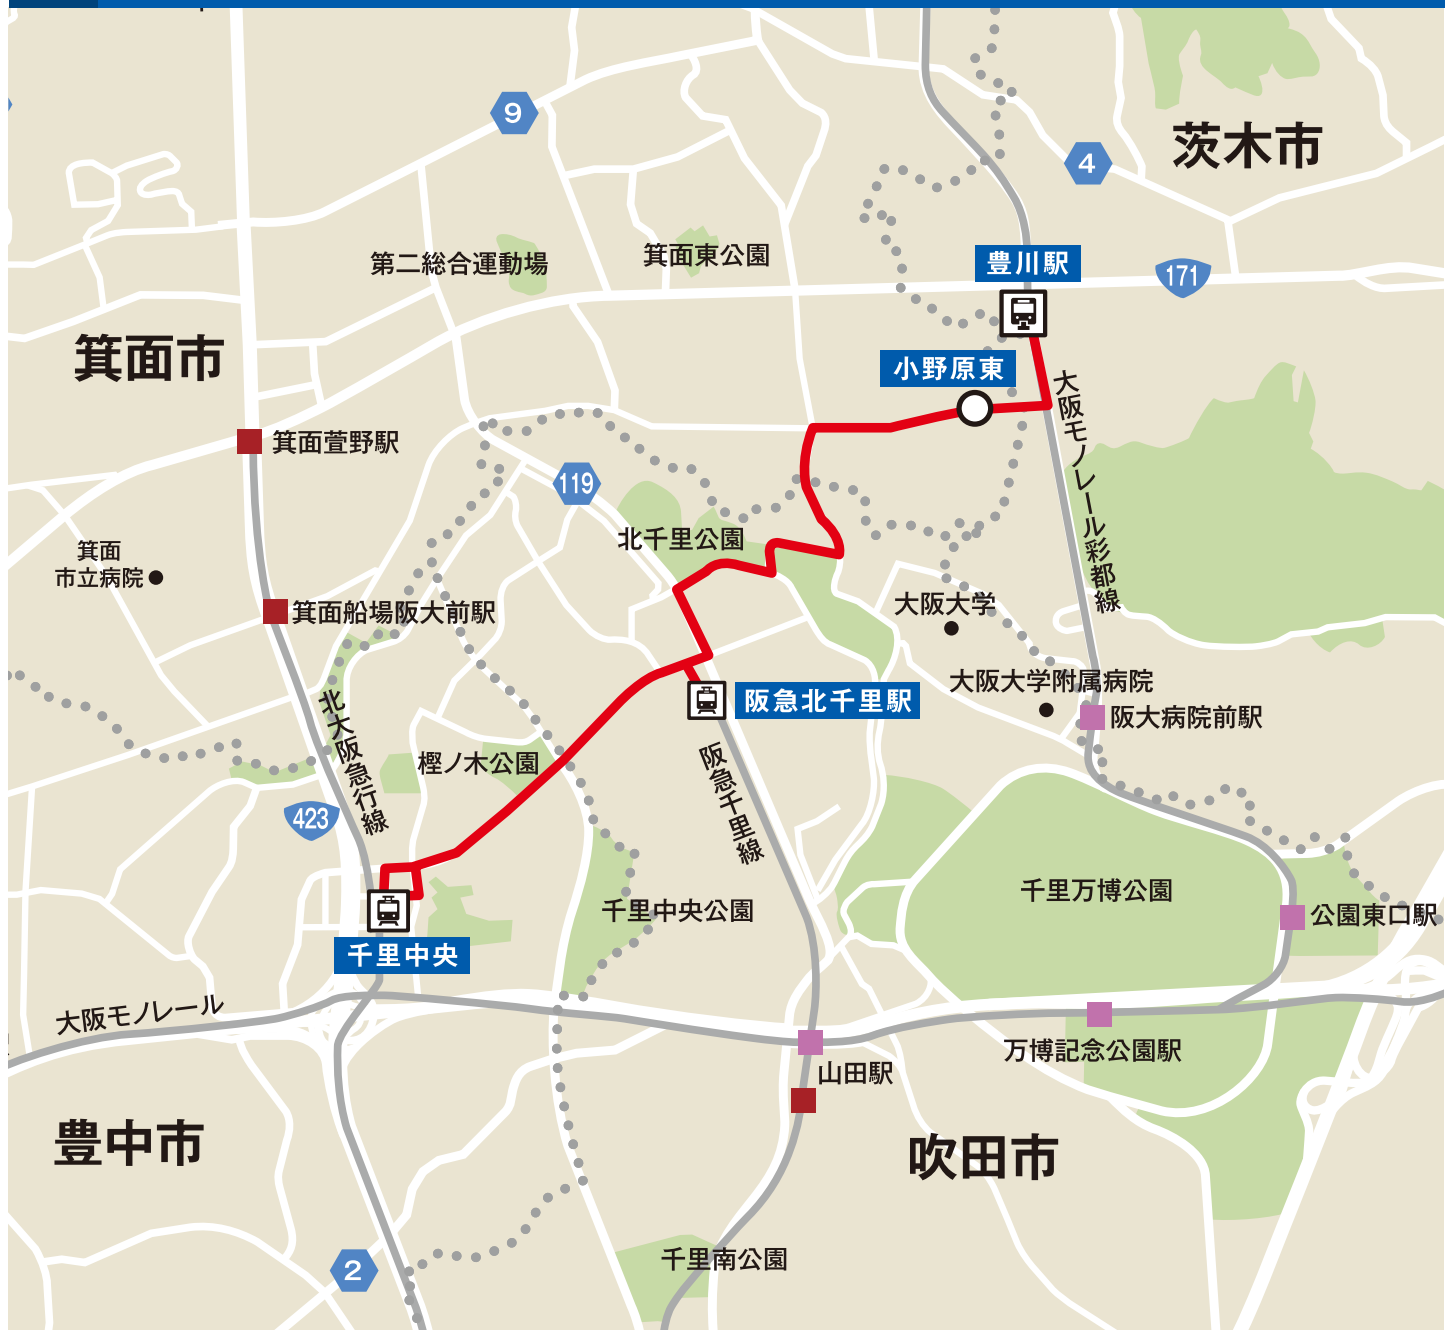 9
茨木市
4
豊川駅
箕面東公園
第二総合運動場
171
箕面市
小野原東
大阪モノレール彩都線
箕面萱野駅
119
北千里公園
箕面
市立病院
大阪大学
箕面船場阪大前駅
大阪大学附属病院
阪急北千里駅
阪大病院前駅
北大阪急行線
樫ノ木公園
阪急千里線
423
千里万博公園
千里中央公園
公園東口駅
千里中央
大阪モノレール
万博記念公園駅
山田駅
豊中市
吹田市
千里南公園
2